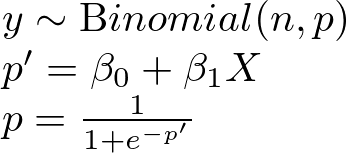 y ∼ Binomial(n, p)
p′ = β₀ + β₁X
p = 1/(1+e^{−p′})